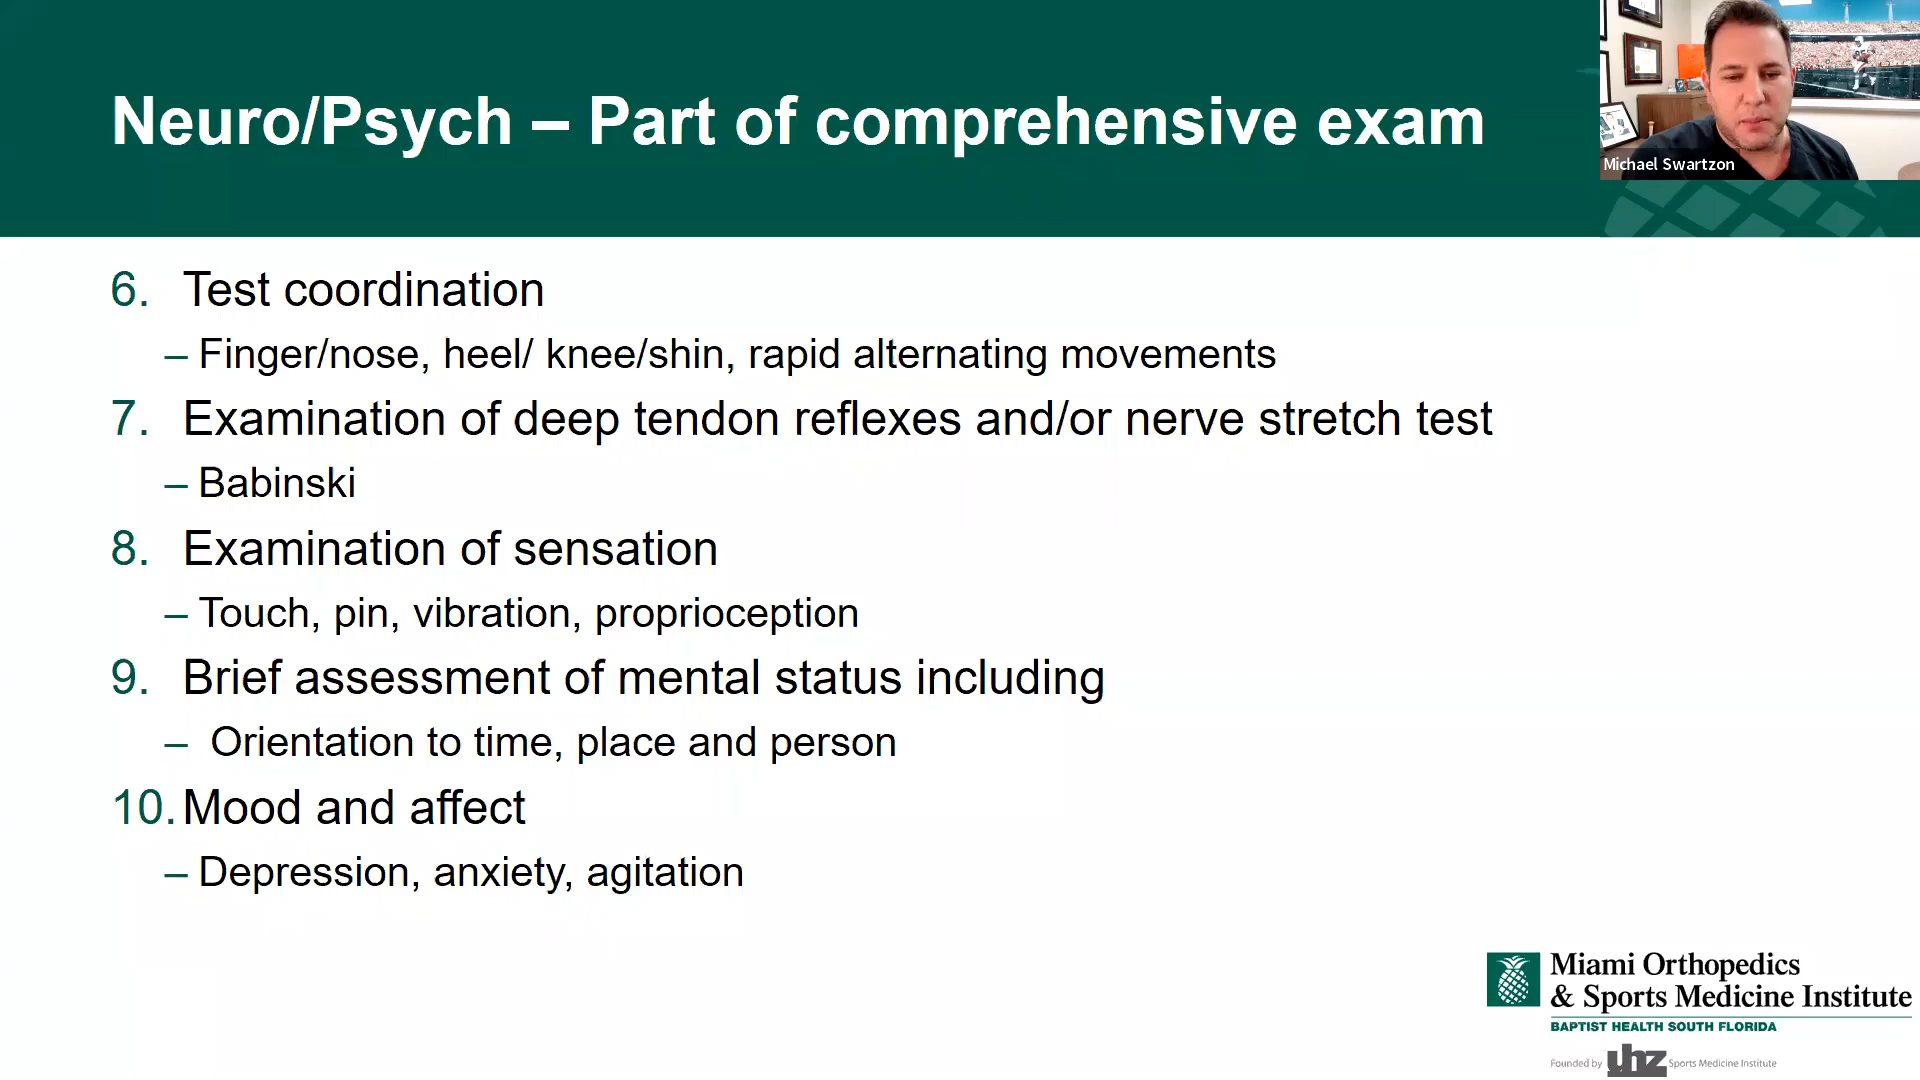 Neuro/Psych – Part of comprehensive exam
Michael Swartzon
6. Test coordination
– Finger/nose, heel/ knee/shin, rapid alternating movements
7. Examination of deep tendon reflexes and/or nerve stretch test
– Babinski
8. Examination of sensation
– Touch, pin, vibration, proprioception
9. Brief assessment of mental status including
– Orientation to time, place and person
10. Mood and affect
– Depression, anxiety, agitation
Miami Orthopedics
& Sports Medicine Institute
BAPTIST HEALTH SOUTH FLORIDA
Founded by uhz Sports Medicine Institute